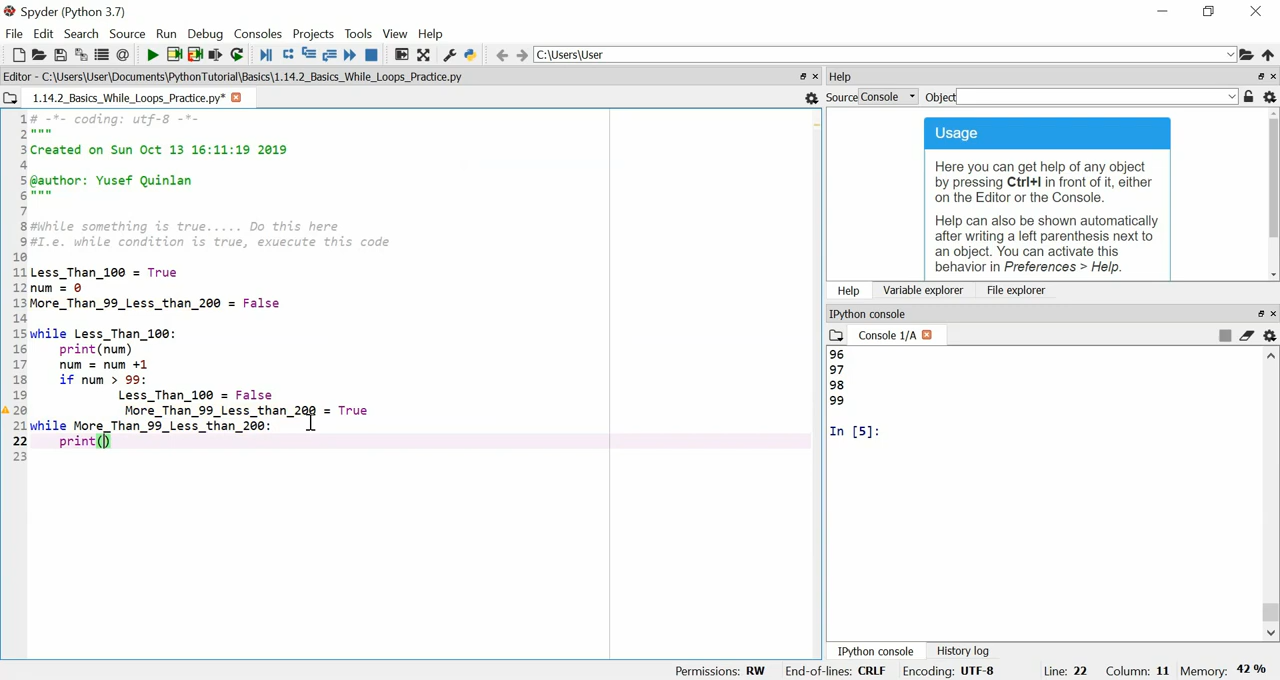 Spyder (Python 3.7)
File Edit Search Source Run Debug Consoles Projects Tools View Help
C:\Users\User
Editor - C:\Users\User\Documents\PythonTutorial\Basics\1.14.2_Basics_While_Loops_Practice.py
Help
1.14.2_Basics_While_Loops_Practice.py*
Source Console Object
1 # -*- coding: utf-8 -*-
2 """
3 Created on Sun Oct 13 16:11:19 2019
4
5 @author: Yusef Quinlan
6 """
7
8 #While something is true..... Do this here
9 #I.e. while condition is true, exuecute this code
10
11 Less_Than_100 = True
12 num = 0
13 More_Than_99_Less_than_200 = False
14
15 while Less_Than_100:
16 print(num)
17 num = num +1
18 if num > 99:
19 Less_Than_100 = False
20 More_Than_99_Less_than_200 = True
21 while More_Than_99_Less_than_200:
22 print()
23
Usage
Here you can get help of any object
by pressing Ctrl+I in front of it, either
on the Editor or the Console.
Help can also be shown automatically
after writing a left parenthesis next to
an object. You can activate this
behavior in Preferences > Help.
Help Variable explorer File explorer
IPython console
Console 1/A
96
97
98
99
In [5]:
IPython console History log
Permissions: RW End-of-lines: CRLF Encoding: UTF-8 Line: 22 Column: 11 Memory: 42 %